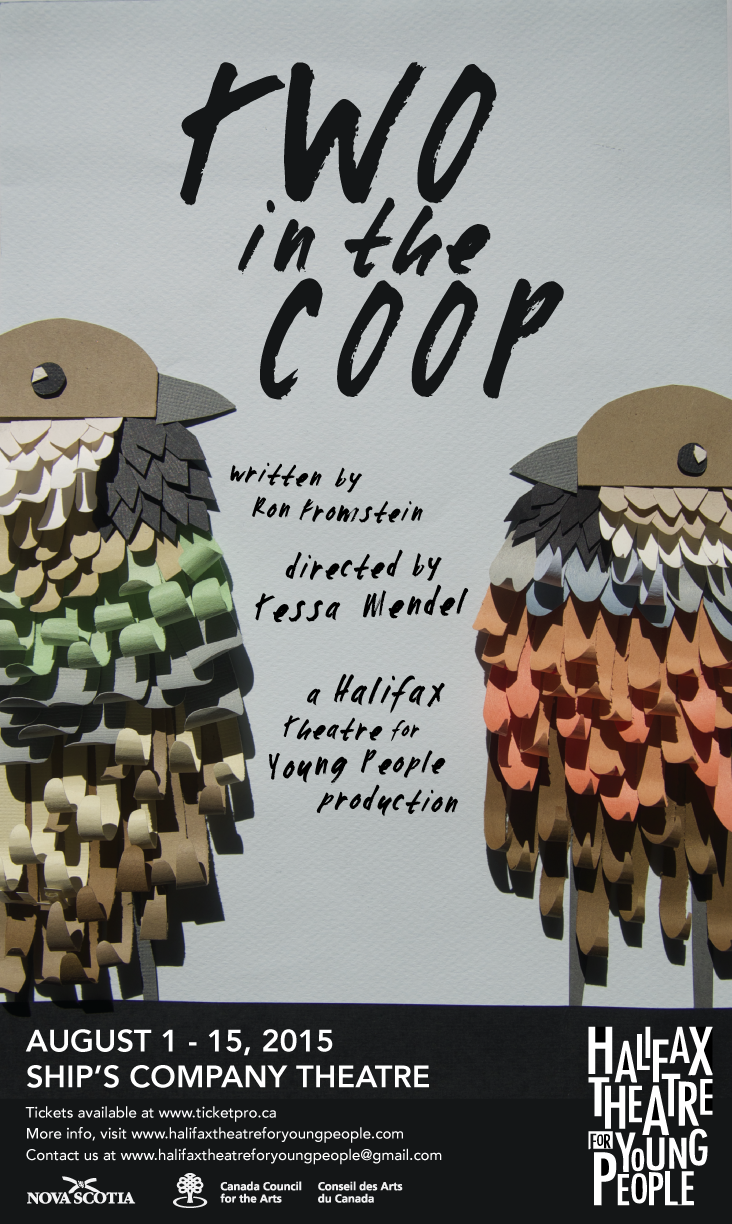 TWO
in the
COOP
written by
Ron Fromstein
directed by
Tessa Mendel
a Halifax
Theatre for
Young People
production
AUGUST 1 - 15, 2015
SHIP'S COMPANY THEATRE
Tickets available at www.ticketpro.ca
More info, visit www.halifaxtheatreforyoungpeople.com
Contact us at www.halifaxtheatreforyoungpeople@gmail.com
HALIFAX
THEATRE
FOR YOUNG
PEOPLE
NOVA SCOTIA
Canada Council
for the Arts
Conseil des Arts
du Canada